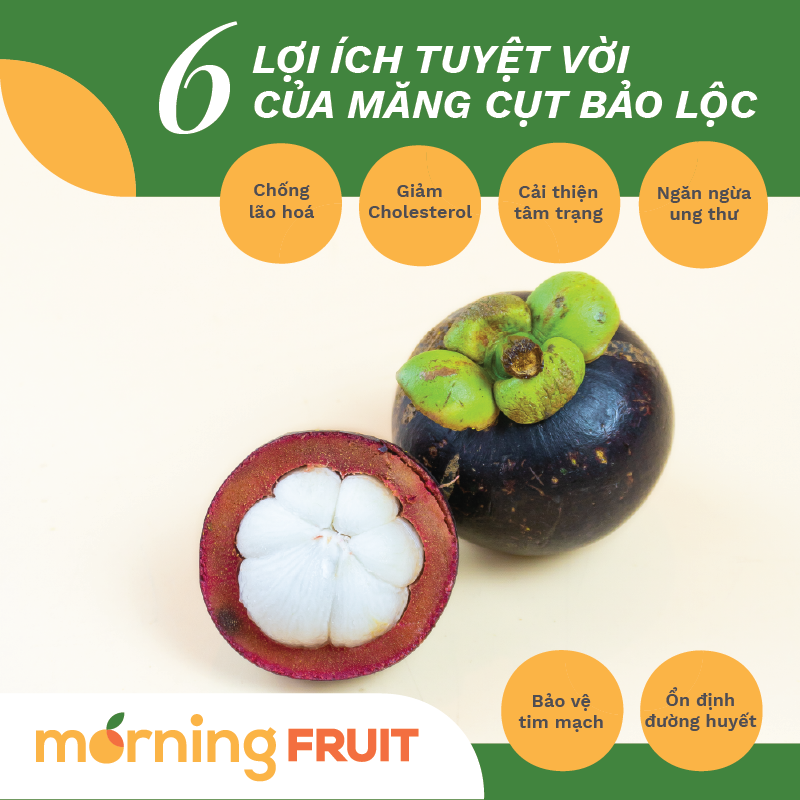 6
LỢI ÍCH TUYỆT VỜI
CỦA MĂNG CỤT BẢO LỘC
Chống
lão hoá
Giảm
Cholesterol
Cải thiện
tâm trạng
Ngăn ngừa
ung thư
Bảo vệ
tim mạch
Ổn định
đường huyết
morning FRUIT